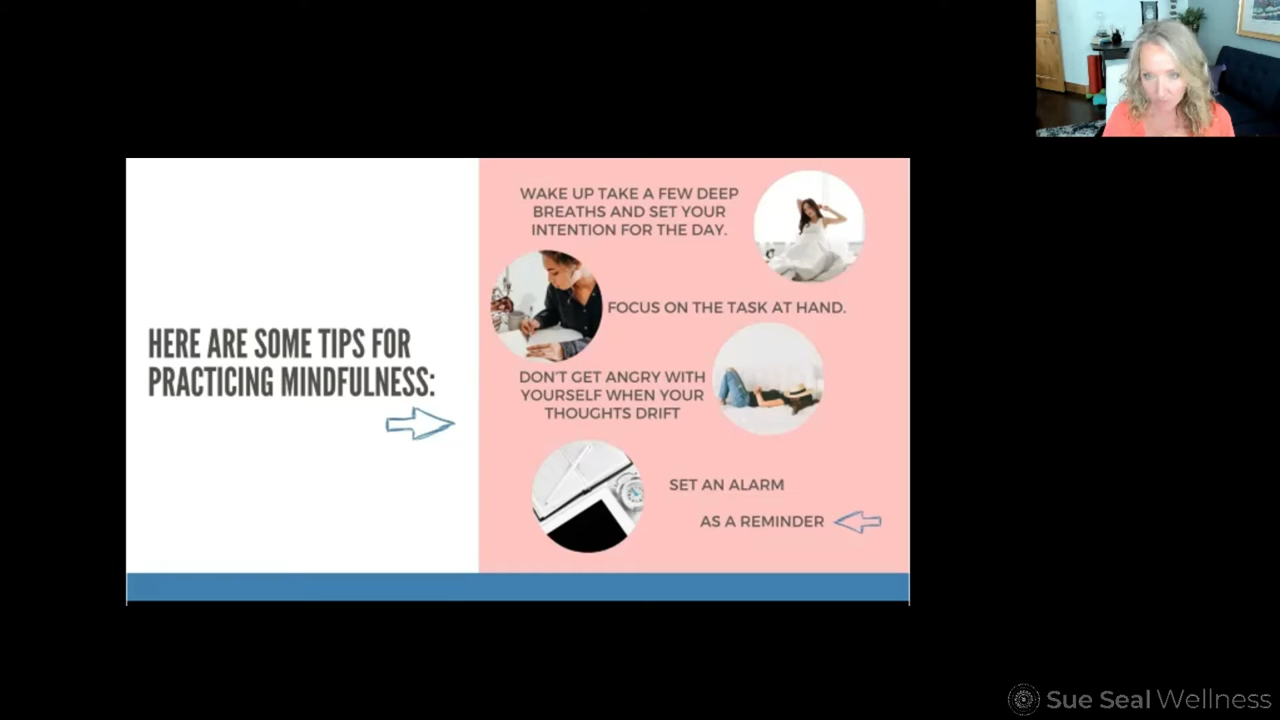 HERE ARE SOME TIPS FOR
PRACTICING MINDFULNESS:
WAKE UP TAKE A FEW DEEP
BREATHS AND SET YOUR
INTENTION FOR THE DAY.
FOCUS ON THE TASK AT HAND.
DON'T GET ANGRY WITH
YOURSELF WHEN YOUR
THOUGHTS DRIFT
SET AN ALARM
AS A REMINDER
Sue Seal Wellness